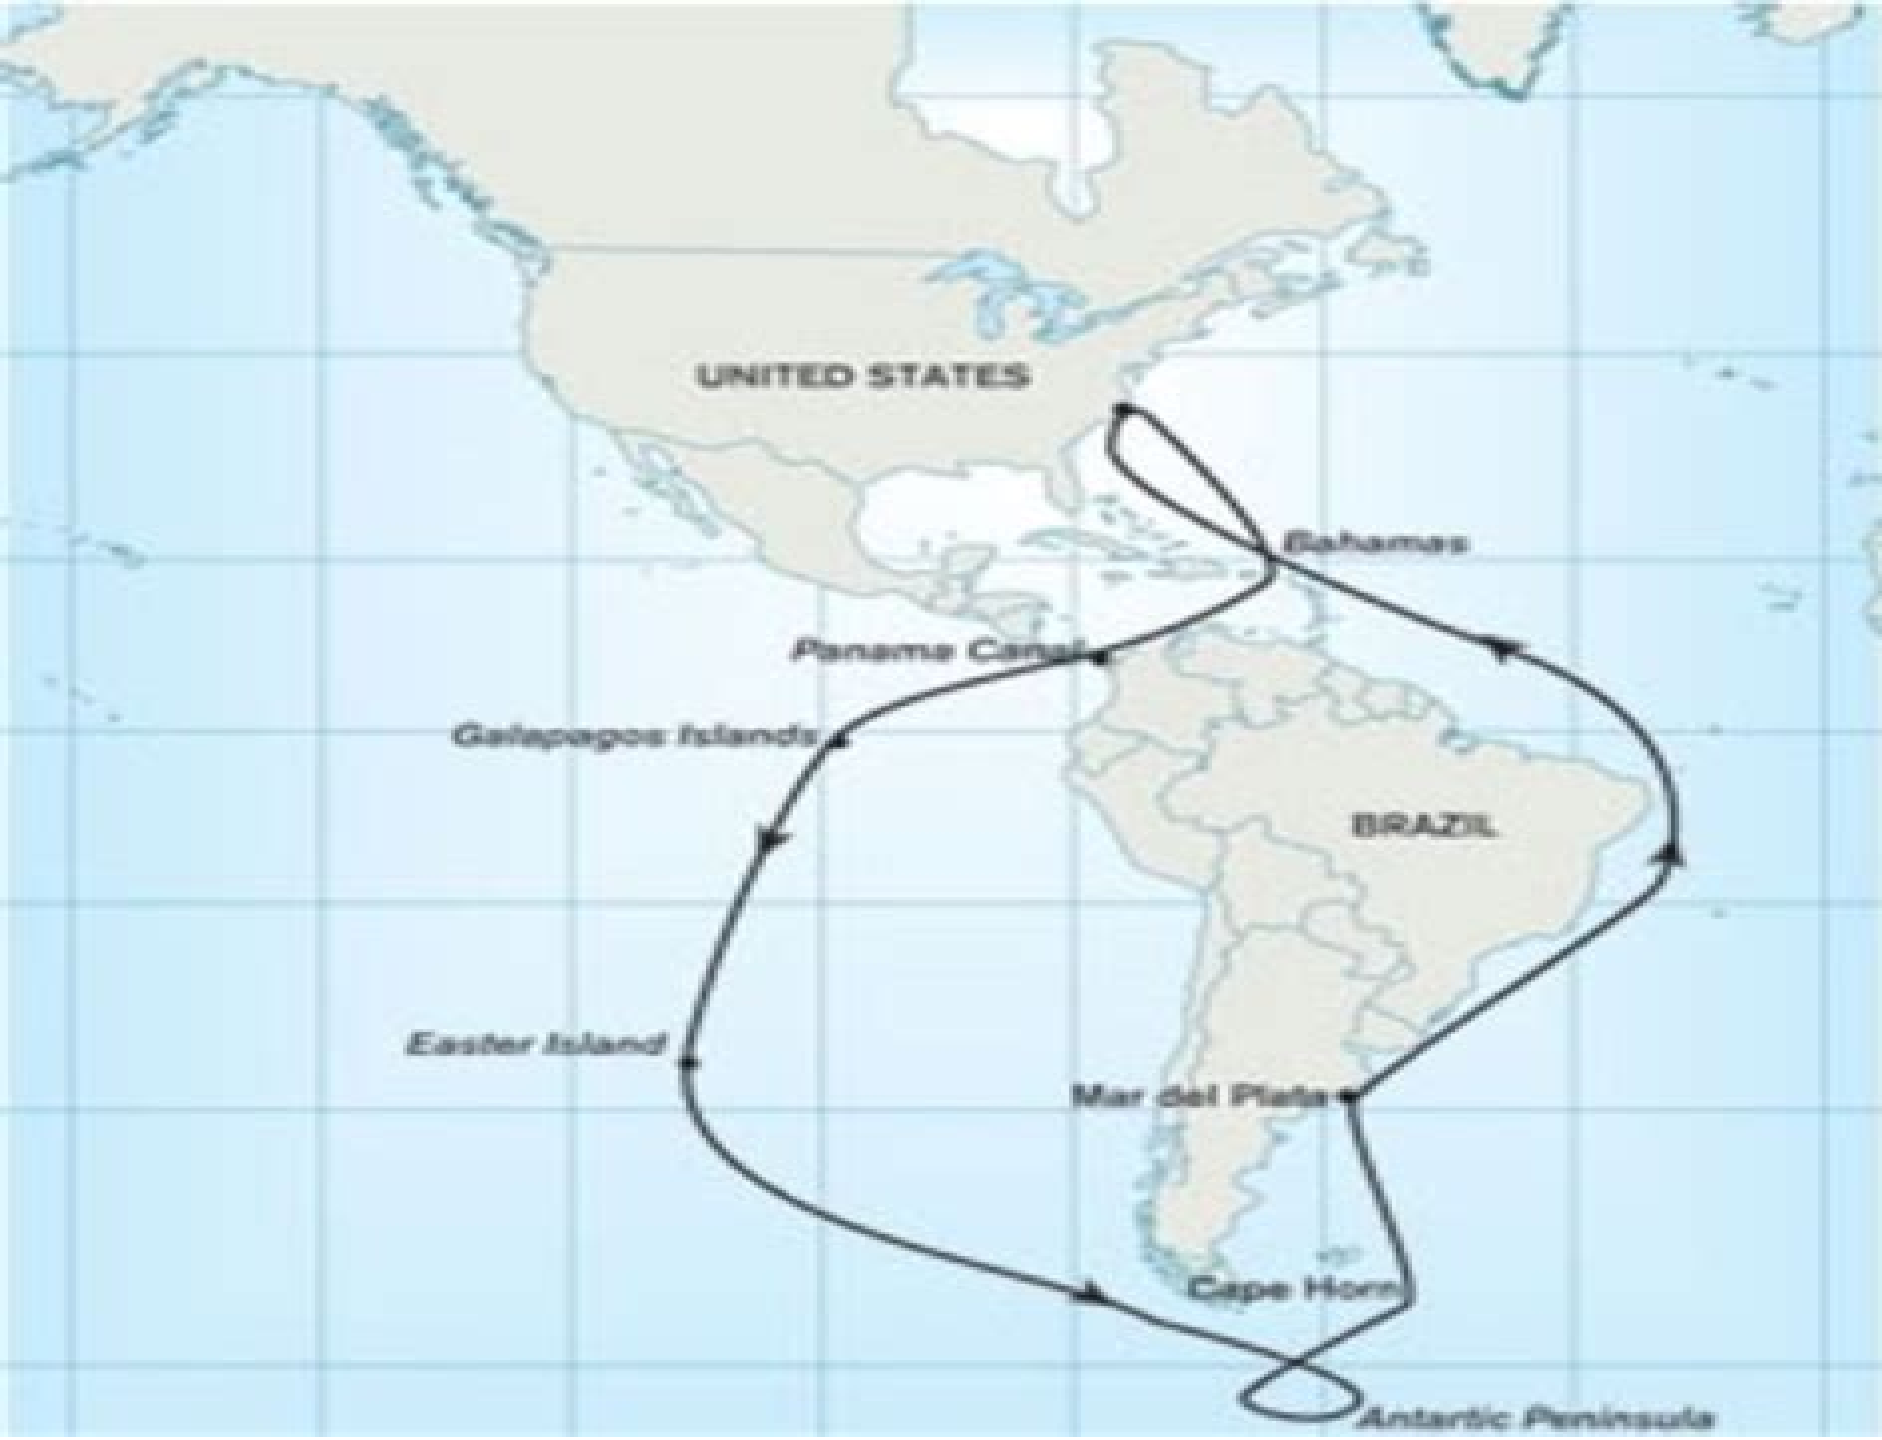 UNITED STATES
Bahamas
Panama Canal
Galapagos Islands
BRAZIL
Easter Island
Mar del Plata
Cape Horn
Antartic Peninsula